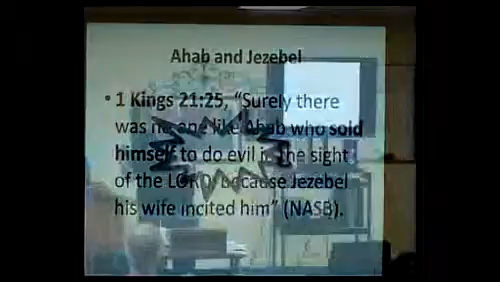 Ahab and Jezebel
• 1 Kings 21:25, “Surely there
was no one like Ahab who sold
himself to do evil in the sight
of the LORD, because Jezebel
his wife incited him” (NASB).